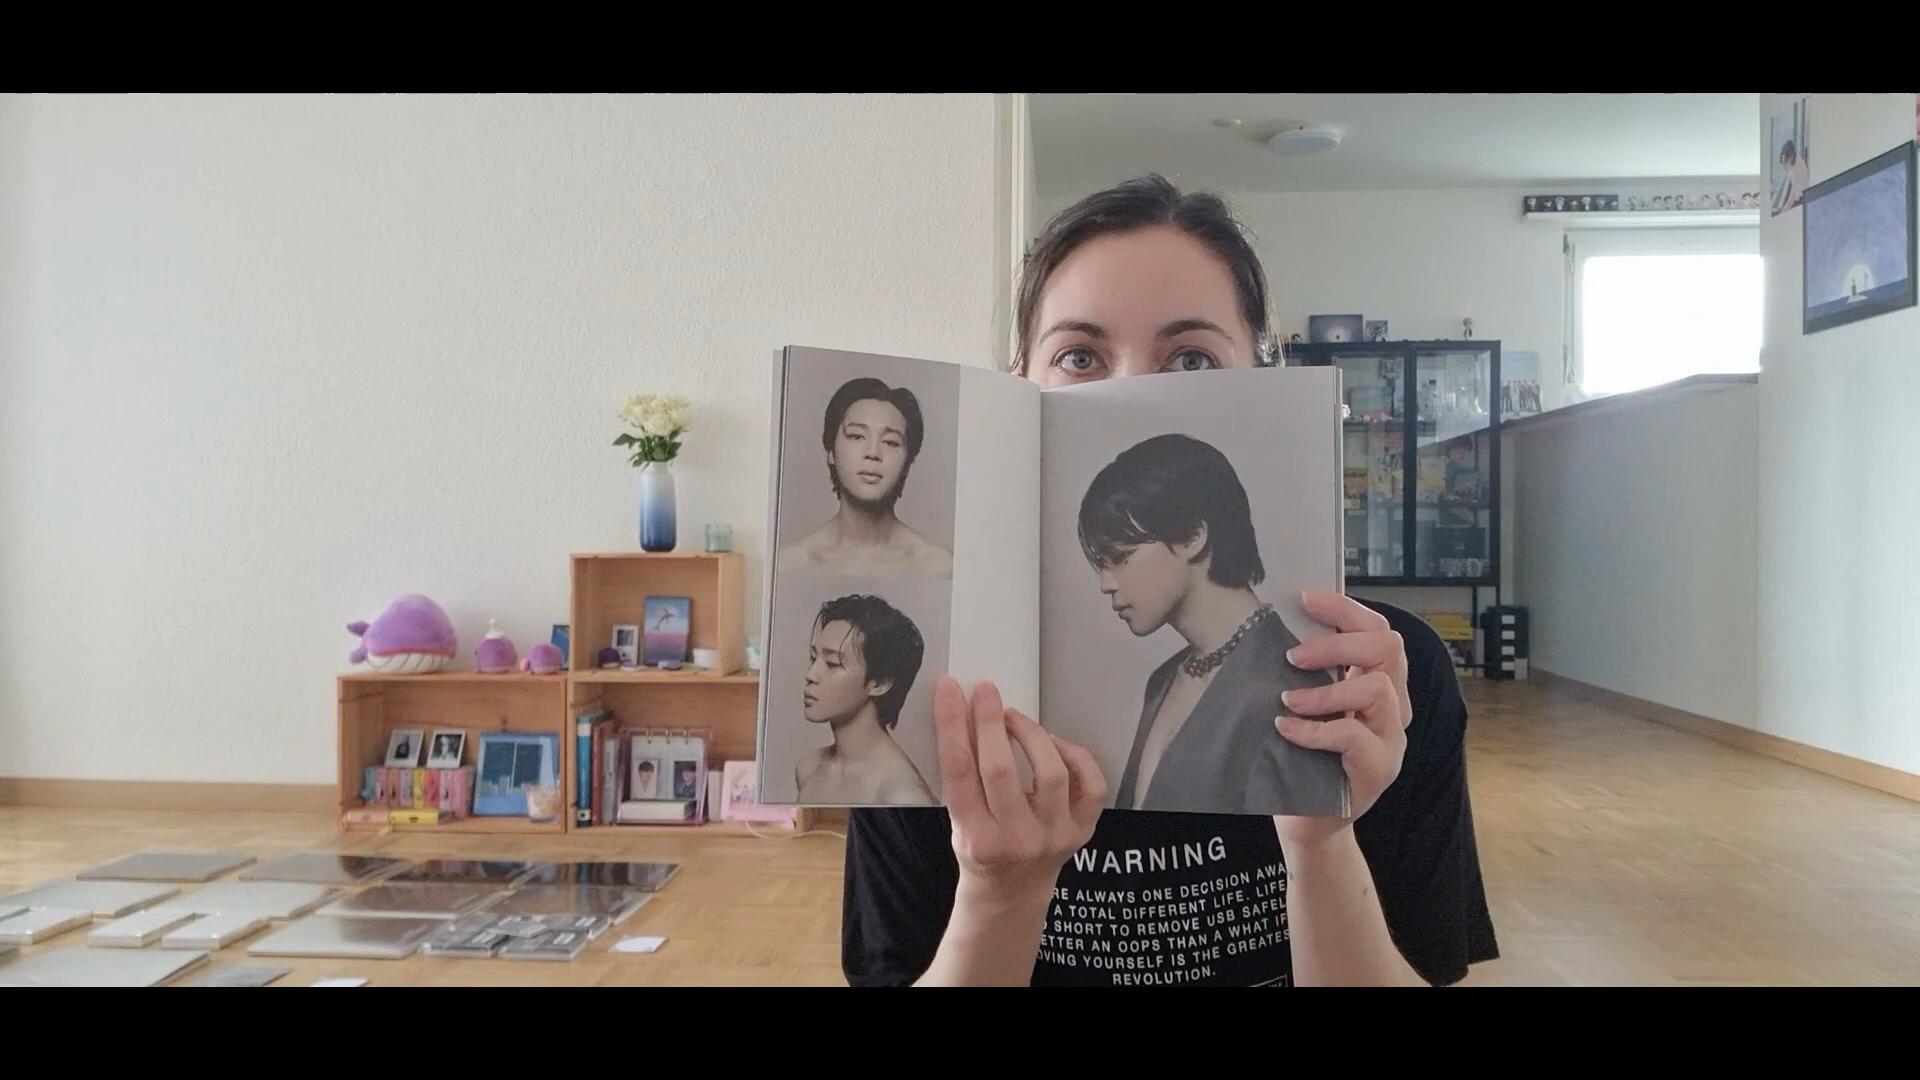 WARNING
RE ALWAYS ONE DECISION AWA
A TOTAL DIFFERENT LIFE. LIFE
SHORT TO REMOVE USB SAFEL
ETTER AN OOPS THAN A WHAT IF
OVING YOURSELF IS THE GREATES
REVOLUTION.